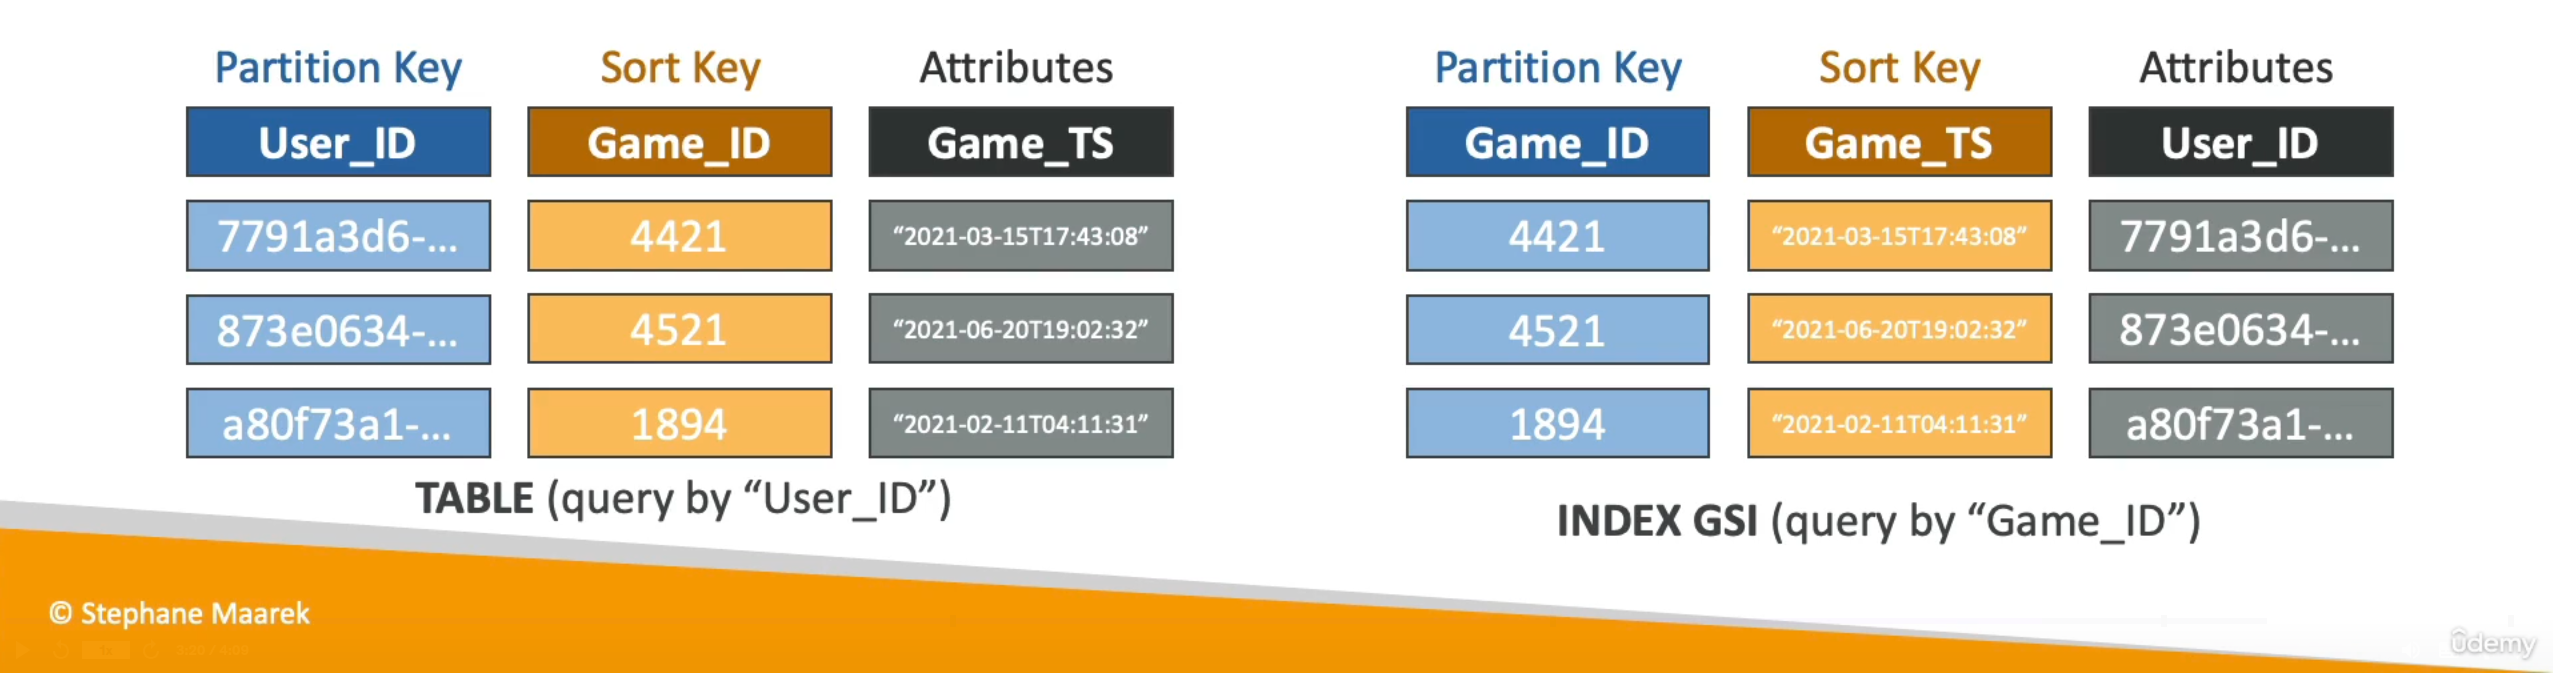 Partition Key Sort Key Attributes
User_ID Game_ID Game_TS
7791a3d6-... 4421 “2021-03-15T17:43:08”
873e0634-... 4521 “2021-06-20T19:02:32”
a80f73a1-... 1894 “2021-02-11T04:11:31”
TABLE (query by “User_ID”)
Partition Key Sort Key Attributes
Game_ID Game_TS User_ID
4421 “2021-03-15T17:43:08” 7791a3d6-...
4521 “2021-06-20T19:02:32” 873e0634-...
1894 “2021-02-11T04:11:31” a80f73a1-...
INDEX GSI (query by “Game_ID”)
© Stephane Maarek
ûdemy